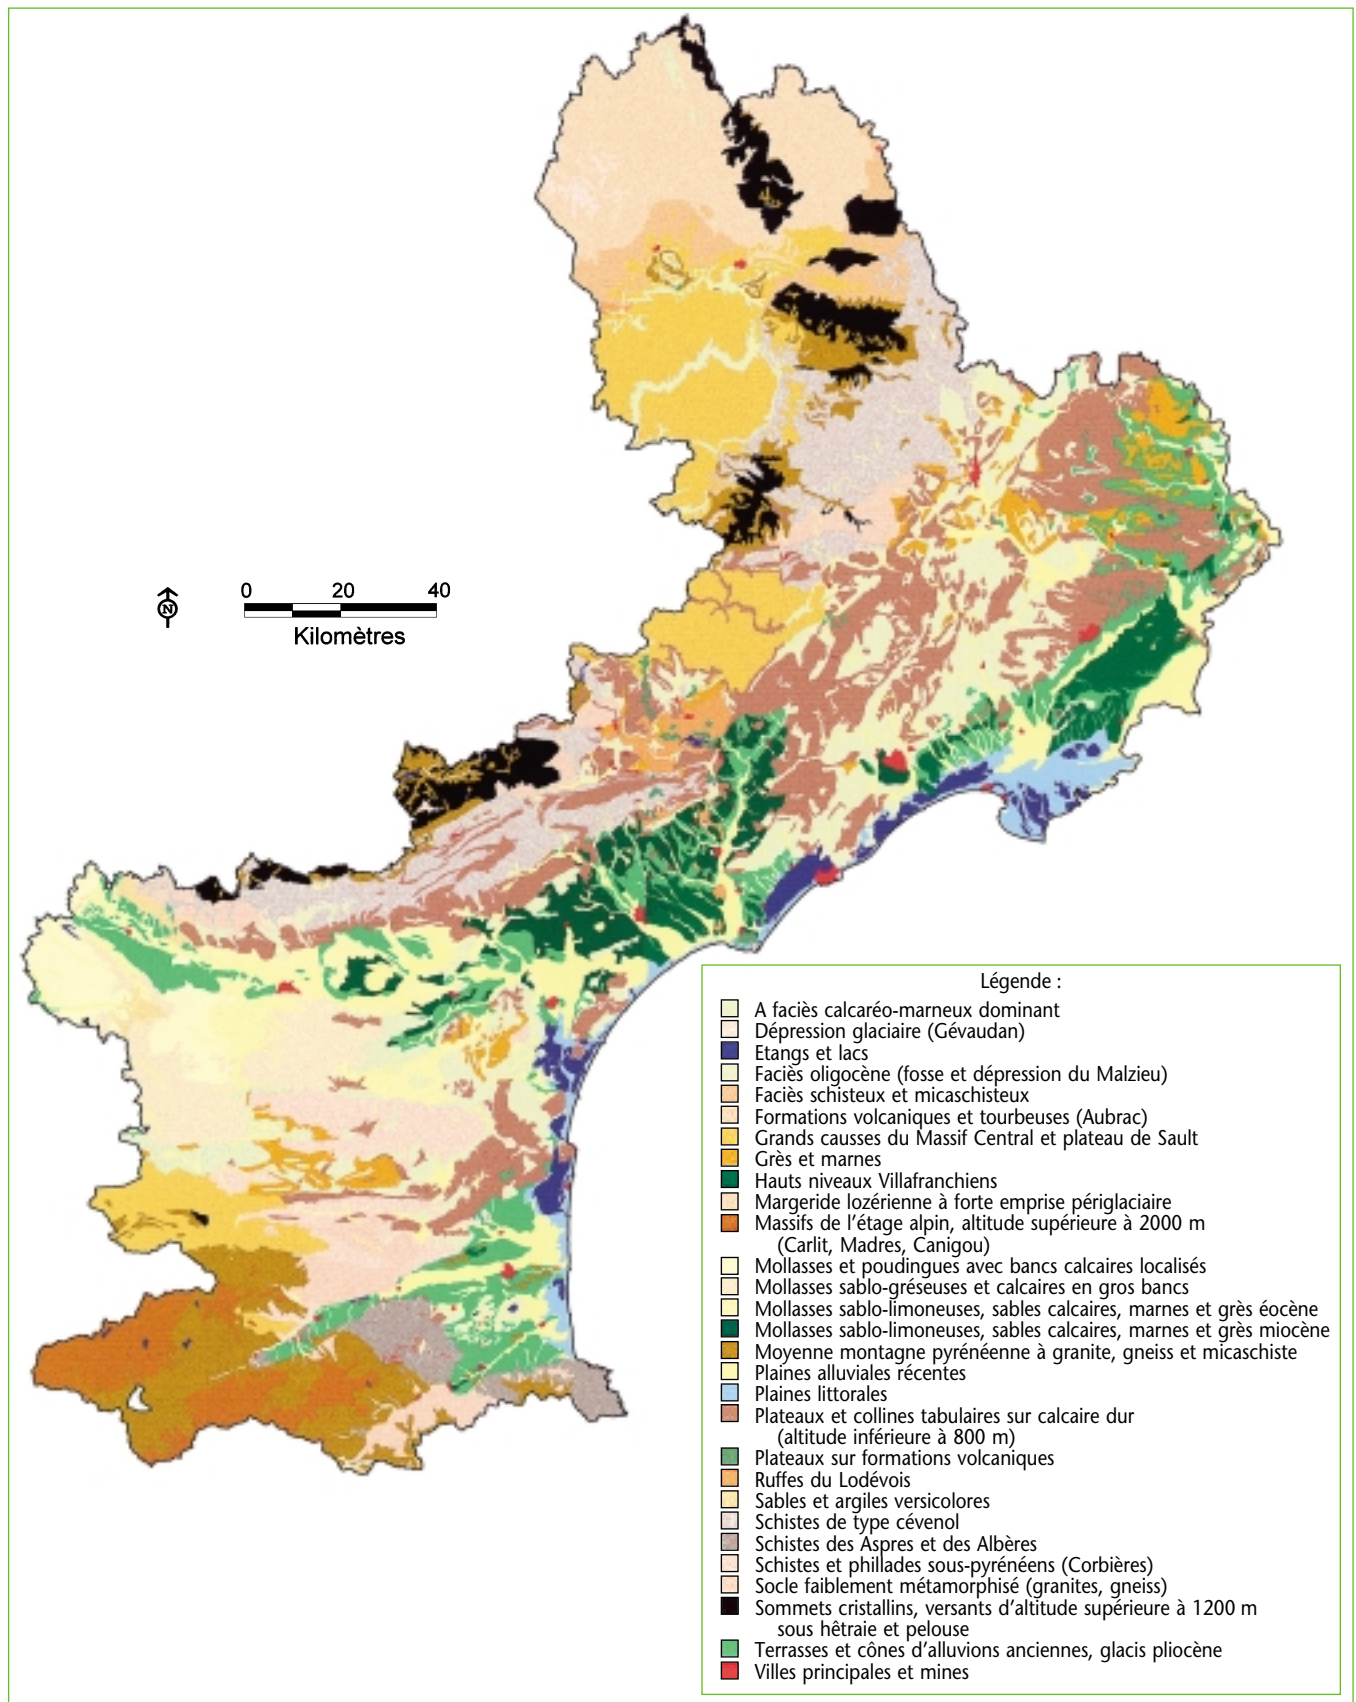 N
0 20 40
Kilomètres
Légende :
A faciès calcaréo-marneux dominant
Dépression glaciaire (Gévaudan)
Etangs et lacs
Faciès oligocène (fosse et dépression du Malzieu)
Faciès schisteux et micaschisteux
Formations volcaniques et tourbeuses (Aubrac)
Grands causses du Massif Central et plateau de Sault
Grès et marnes
Hauts niveaux Villafranchiens
Margeride lozérienne à forte emprise périglaciaire
Massifs de l'étage alpin, altitude supérieure à 2000 m
(Carlit, Madres, Canigou)
Mollasses et poudingues avec bancs calcaires localisés
Mollasses sablo-gréseuses et calcaires en gros bancs
Mollasses sablo-limoneuses, sables calcaires, marnes et grès éocène
Mollasses sablo-limoneuses, sables calcaires, marnes et grès miocène
Moyenne montagne pyrénéenne à granite, gneiss et micaschiste
Plaines alluviales récentes
Plaines littorales
Plateaux et collines tabulaires sur calcaire dur
(altitude inférieure à 800 m)
Plateaux sur formations volcaniques
Ruffes du Lodévois
Sables et argiles versicolores
Schistes de type cévenol
Schistes des Aspres et des Albères
Schistes et phillades sous-pyrénéens (Corbières)
Socle faiblement métamorphisé (granites, gneiss)
Sommets cristallins, versants d'altitude supérieure à 1200 m
sous hêtraie et pelouse
Terrasses et cônes d'alluvions anciennes, glacis pliocène
Villes principales et mines